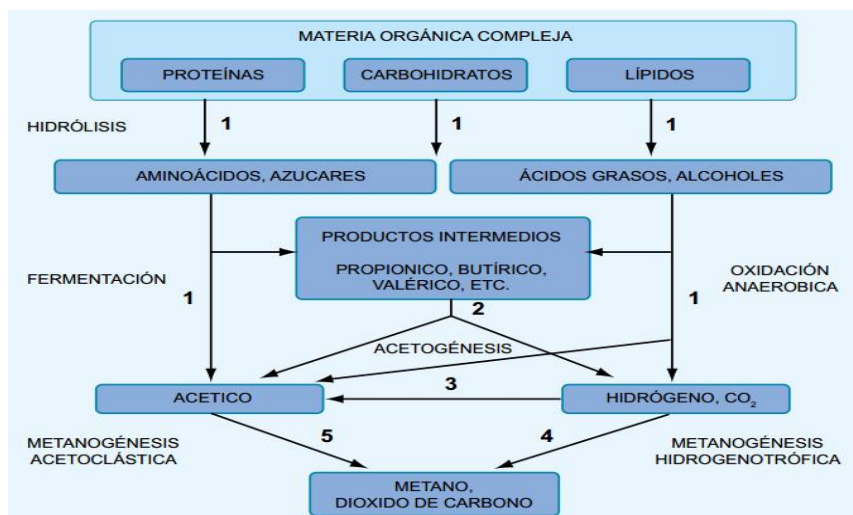 MATERIA ORGÁNICA COMPLEJA
PROTEÍNAS
CARBOHIDRATOS
LÍPIDOS
HIDRÓLISIS
1
1
1
AMINOÁCIDOS, AZUCARES
ÁCIDOS GRASOS, ALCOHOLES
PRODUCTOS INTERMEDIOS
PROPIONICO, BUTÍRICO,
VALÉRICO, ETC.
FERMENTACIÓN
OXIDACIÓN
ANAEROBICA
1
2
1
ACETOGÉNESIS
ACETICO
3
HIDRÓGENO, CO₂
METANOGÉNESIS
ACETOCLÁSTICA
5
4
METANOGÉNESIS
HIDROGENOTRÓFICA
METANO,
DIOXIDO DE CARBONO